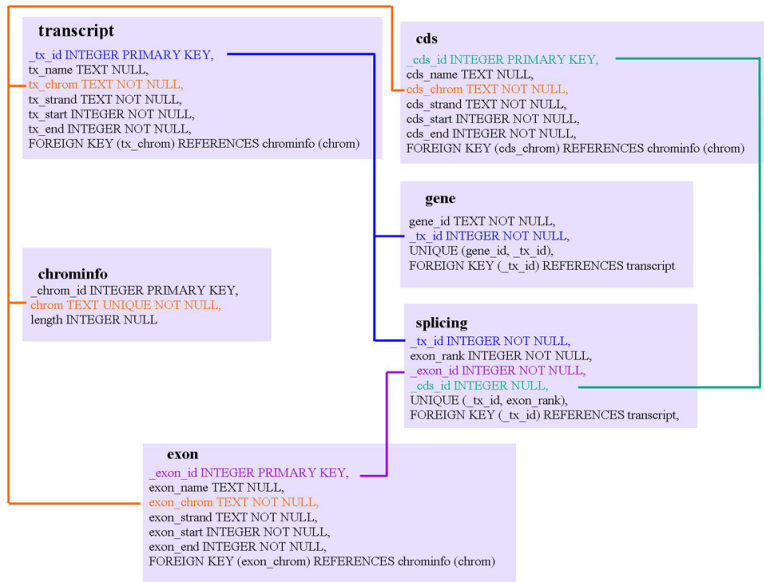 transcript
_tx_id INTEGER PRIMARY KEY,
tx_name TEXT NULL,
tx_chrom TEXT NOT NULL,
tx_strand TEXT NOT NULL,
tx_start INTEGER NOT NULL,
tx_end INTEGER NOT NULL,
FOREIGN KEY (tx_chrom) REFERENCES chrominfo (chrom)
cds
_cds_id INTEGER PRIMARY KEY,
cds_name TEXT NULL,
cds_chrom TEXT NOT NULL,
cds_strand TEXT NOT NULL,
cds_start INTEGER NOT NULL,
cds_end INTEGER NOT NULL,
FOREIGN KEY (cds_chrom) REFERENCES chrominfo (chrom)
gene
gene_id TEXT NOT NULL,
_tx_id INTEGER NOT NULL,
UNIQUE (gene_id, _tx_id),
FOREIGN KEY (_tx_id) REFERENCES transcript
chrominfo
_chrom_id INTEGER PRIMARY KEY,
chrom TEXT UNIQUE NOT NULL,
length INTEGER NULL
splicing
_tx_id INTEGER NOT NULL,
exon_rank INTEGER NOT NULL,
_exon_id INTEGER NOT NULL,
_cds_id INTEGER NULL,
UNIQUE (_tx_id, exon_rank),
FOREIGN KEY (_tx_id) REFERENCES transcript,
exon
_exon_id INTEGER PRIMARY KEY,
exon_name TEXT NULL,
exon_chrom TEXT NOT NULL,
exon_strand TEXT NOT NULL,
exon_start INTEGER NOT NULL,
exon_end INTEGER NOT NULL,
FOREIGN KEY (exon_chrom) REFERENCES chrominfo (chrom)